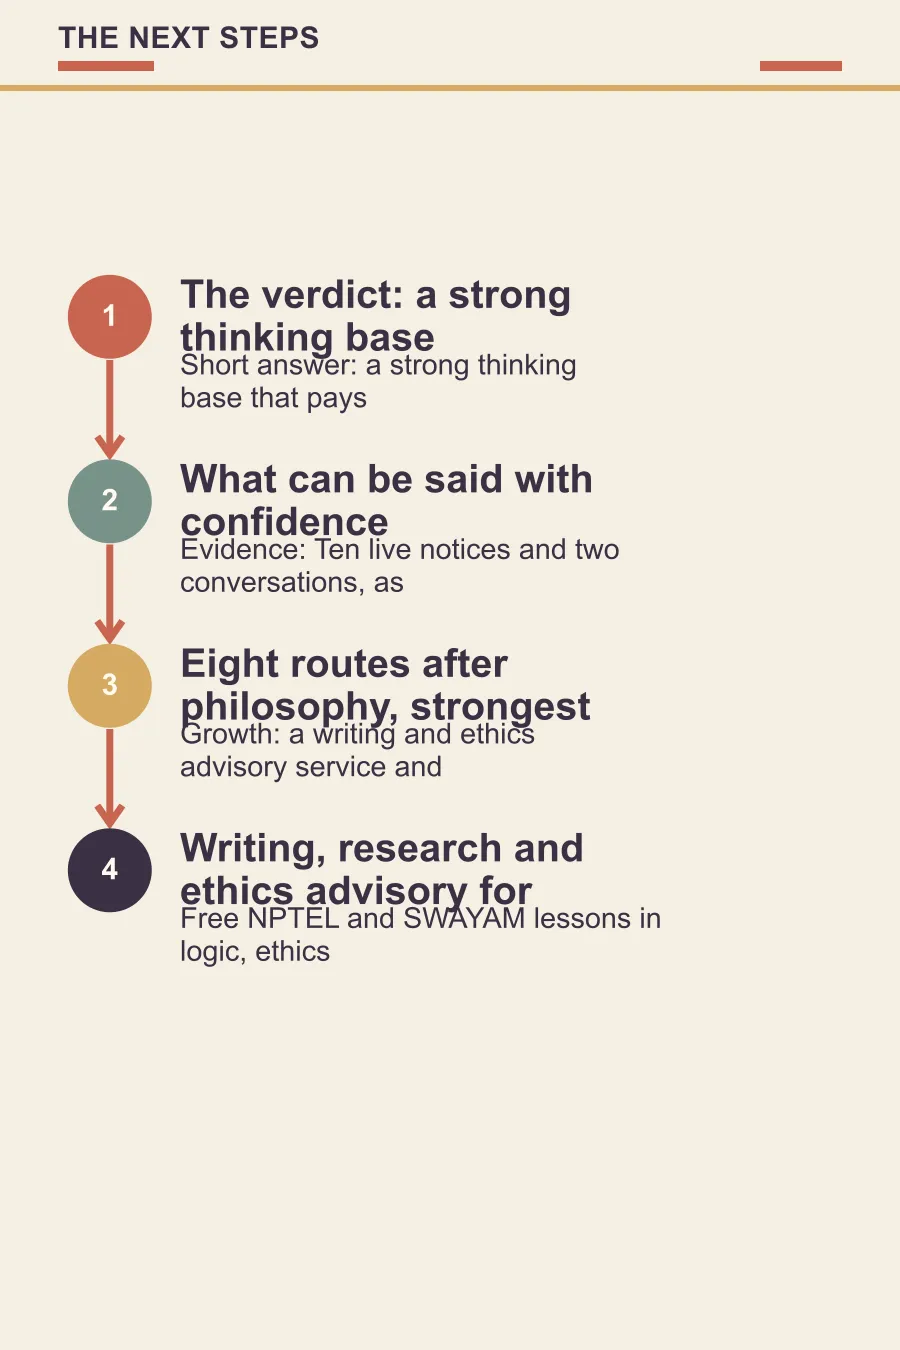 THE NEXT STEPS
1
The verdict: a strong
thinking base
Short answer: a strong thinking
base that pays
2
What can be said with
confidence
Evidence: Ten live notices and two
conversations, as
3
Eight routes after
philosophy, strongest
Growth: a writing and ethics
advisory service and
4
Writing, research and
ethics advisory for
Free NPTEL and SWAYAM lessons in
logic, ethics